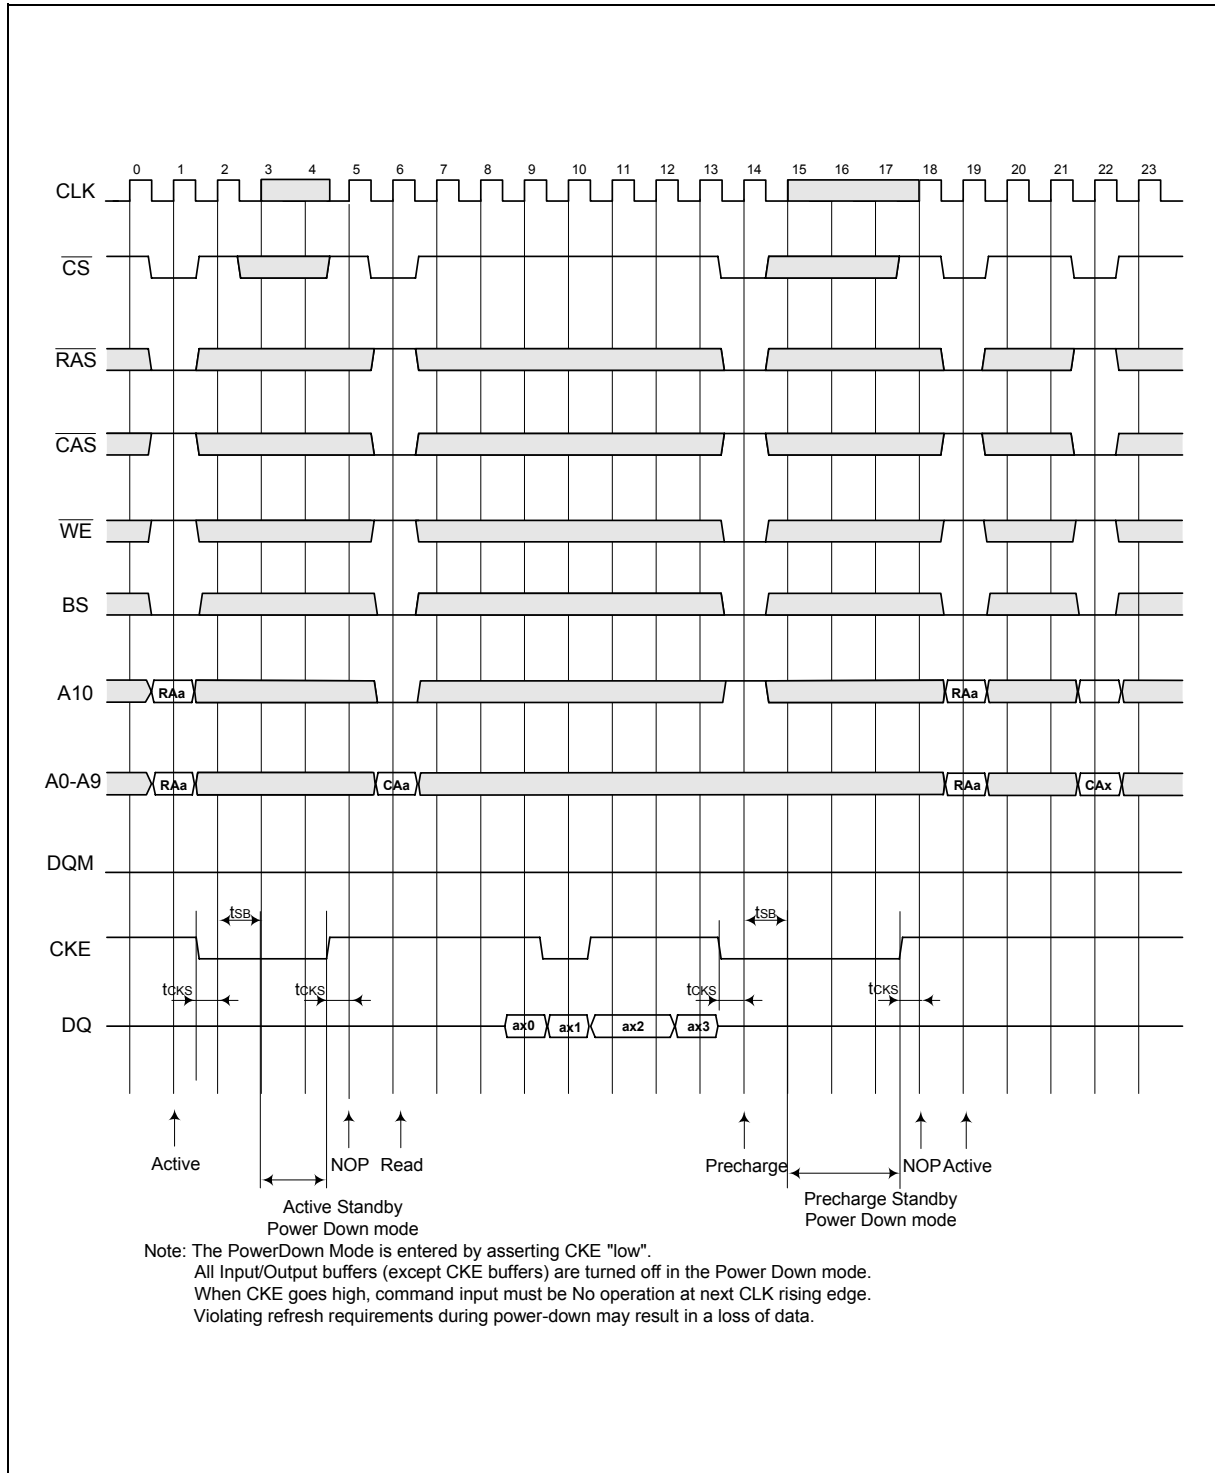 0 1 2 3 4 5 6 7 8 9 10 11 12 13 14 15 16 17 18 19 20 21 22 23
CLK
CS
RAS
CAS
WE
BS
A10 RAa RAa
A0-A9 RAa CAa RAa CAx
DQM
tSB tSB
CKE
tCKS tCKS tCKS tCKS
DQ ax0 ax1 ax2 ax3
Active NOP Read Precharge NOP Active
Active Standby
Power Down mode
Precharge Standby
Power Down mode
Note: The PowerDown Mode is entered by asserting CKE "low".
All Input/Output buffers (except CKE buffers) are turned off in the Power Down mode.
When CKE goes high, command input must be No operation at next CLK rising edge.
Violating refresh requirements during power-down may result in a loss of data.